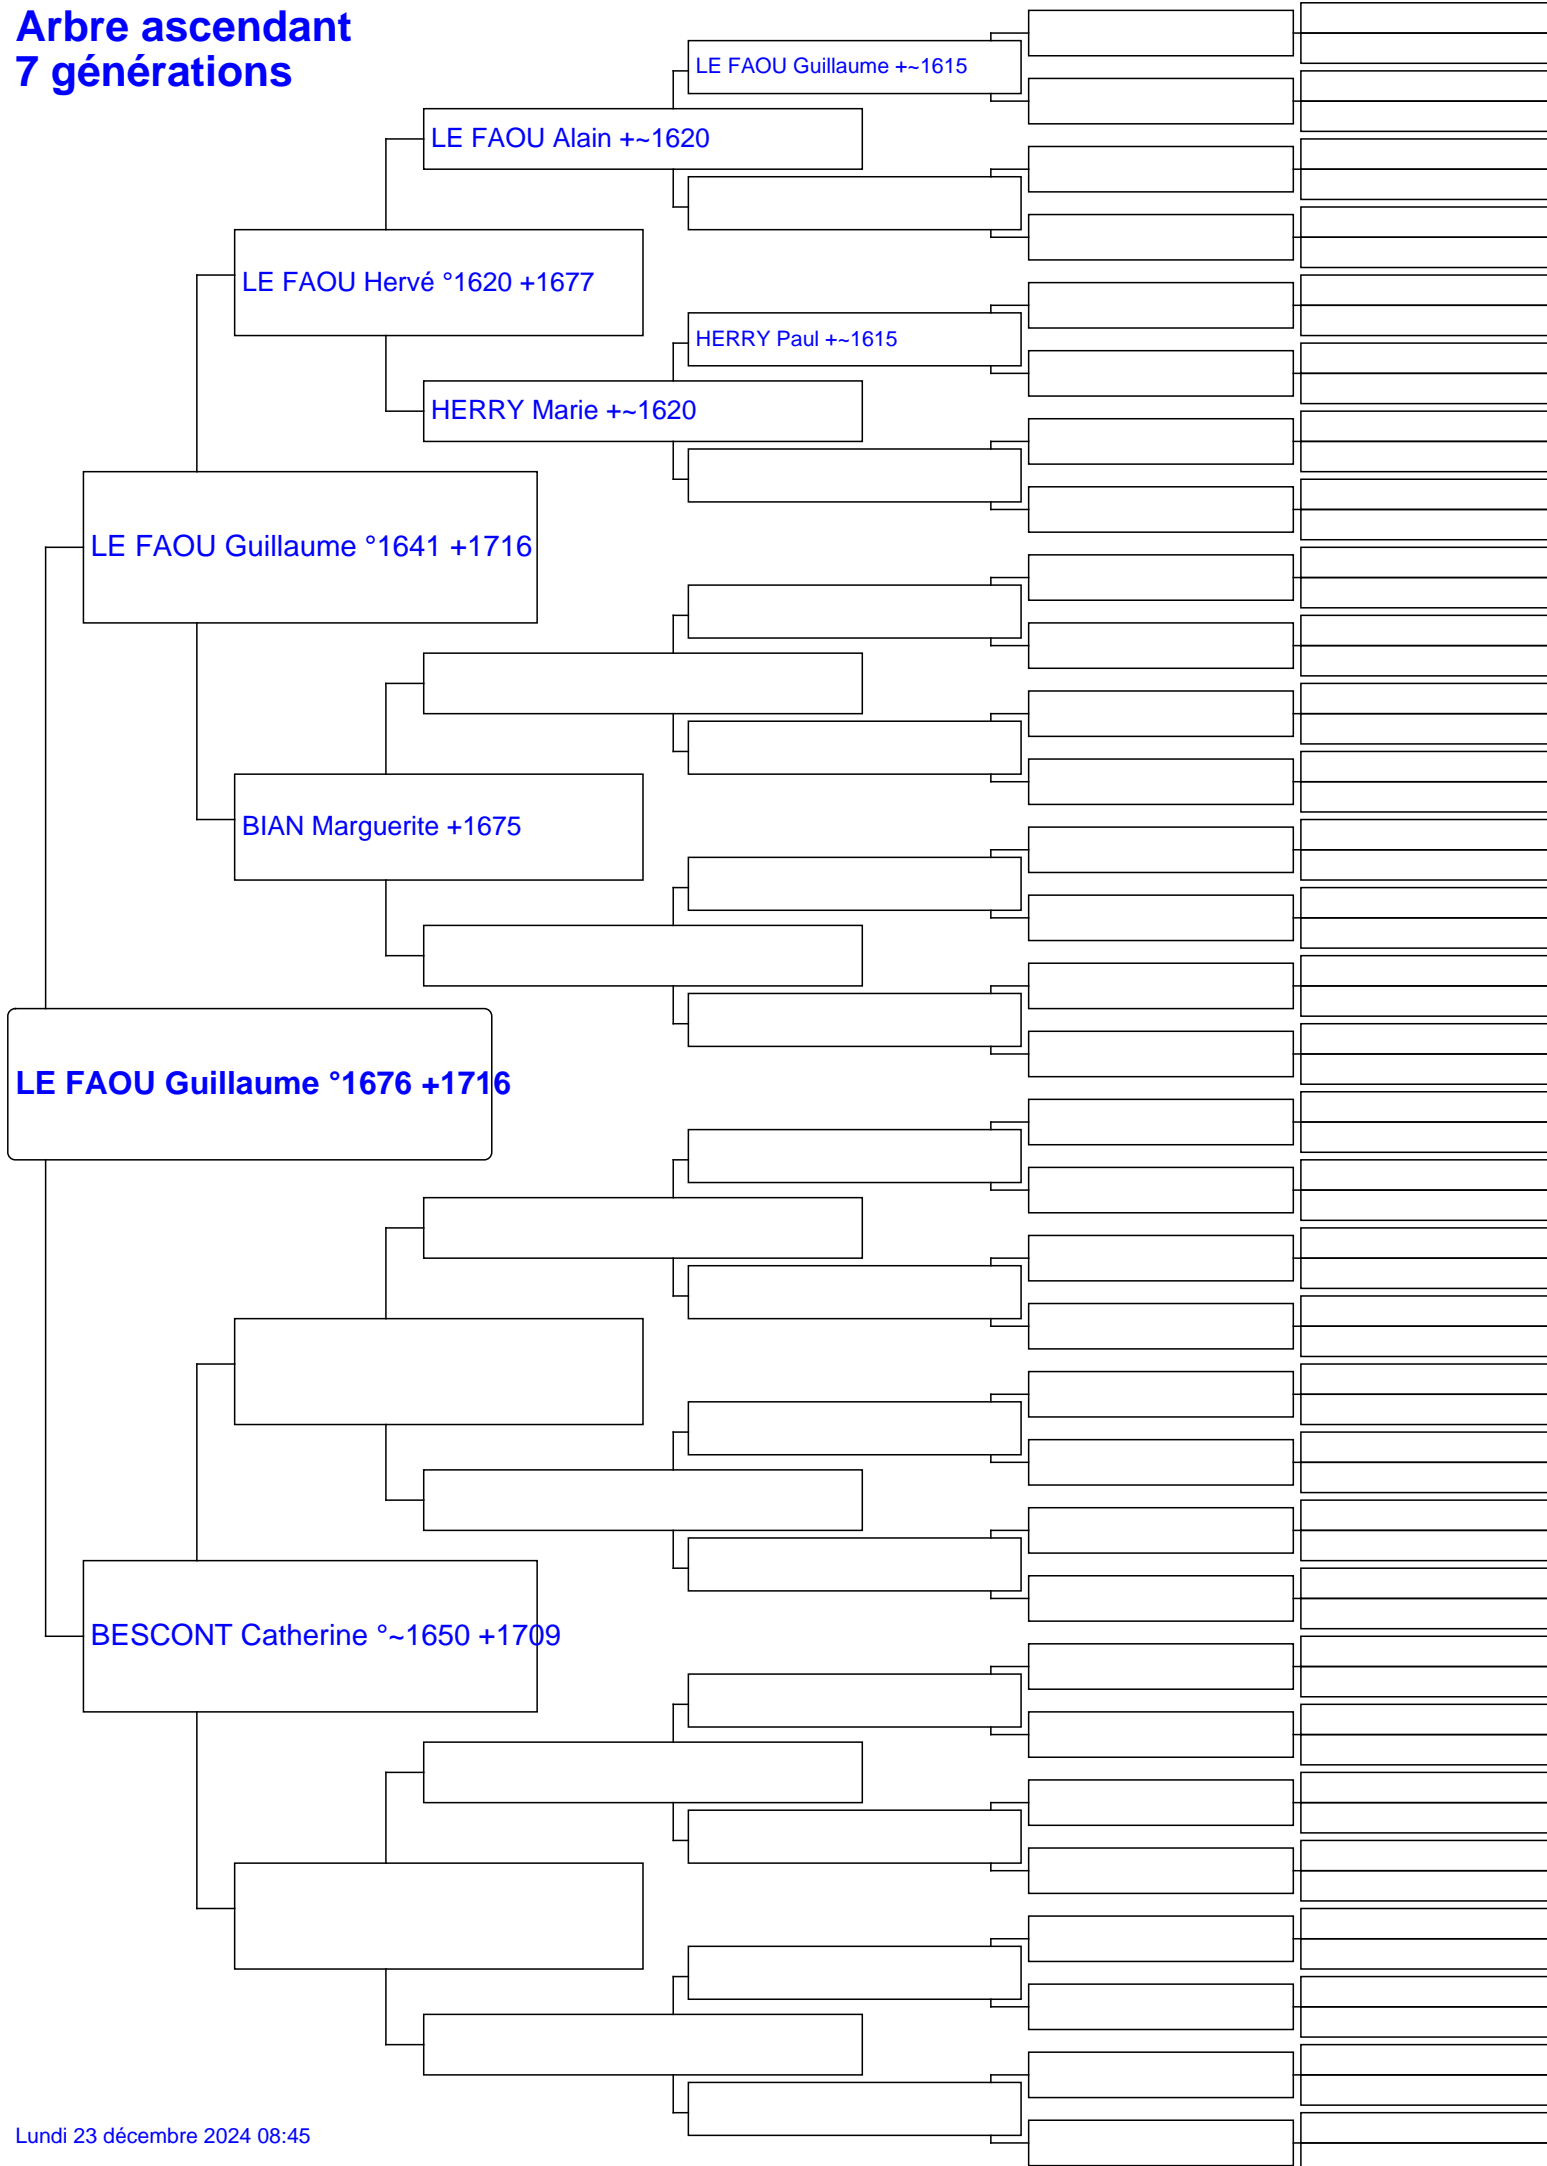 Arbre ascendant
7 générations
LE FAOU Guillaume +~1615
LE FAOU Alain +~1620
LE FAOU Hervé °1620 +1677
HERRY Paul +~1615
HERRY Marie +~1620
LE FAOU Guillaume °1641 +1716
BIAN Marguerite +1675
LE FAOU Guillaume °1676 +1716
BESCONT Catherine °~1650 +1709
Lundi 23 décembre 2024 08:45